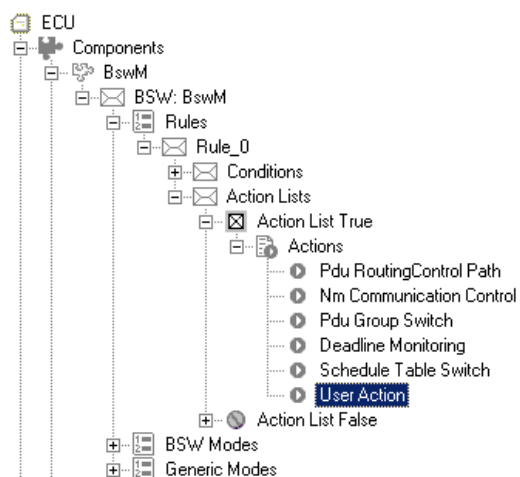 ECU
Components
BswM
BSW: BswM
Rules
Rule_0
Conditions
Action Lists
Action List True
Actions
Pdu RoutingControl Path
Nm Communication Control
Pdu Group Switch
Deadline Monitoring
Schedule Table Switch
User Action
Action List False
BSW Modes
Generic Modes